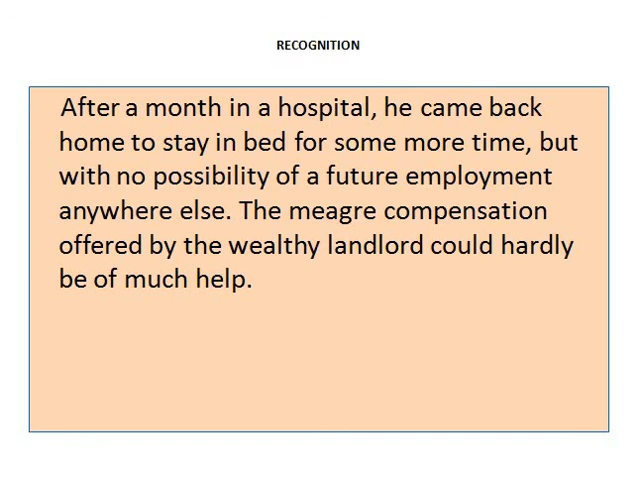 RECOGNITION
After a month in a hospital, he came back
home to stay in bed for some more time, but
with no possibility of a future employment
anywhere else. The meagre compensation
offered by the wealthy landlord could hardly
be of much help.